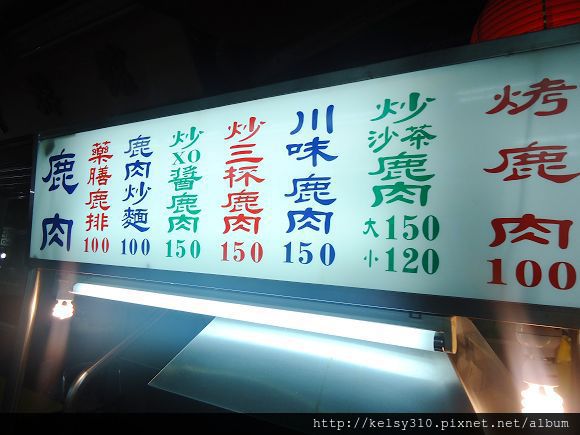 鹿肉
藥膳鹿排
100
鹿肉炒麵
100
炒XO醬鹿肉
150
炒三杯鹿肉
150
川味鹿肉
150
炒沙茶鹿肉
大150
小120
烤鹿肉
100
http://kelsy310.pixnet.net/album